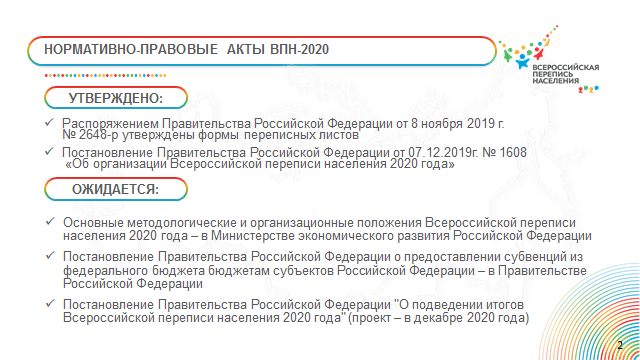 НОРМАТИВНО-ПРАВОВЫЕ АКТЫ ВПН-2020
ВСЕРОССИЙСКАЯ
ПЕРЕПИСЬ
НАСЕЛЕНИЯ
2020
УТВЕРЖДЕНО:
✓ Распоряжением Правительства Российской Федерации от 8 ноября 2019 г.
№ 2648-р утверждены формы переписных листов
✓ Постановление Правительства Российской Федерации от 07.12.2019г. № 1608
«Об организации Всероссийской переписи населения 2020 года»
ОЖИДАЕТСЯ:
✓ Основные методологические и организационные положения Всероссийской переписи
населения 2020 года – в Министерстве экономического развития Российской Федерации
✓ Постановление Правительства Российской Федерации о предоставлении субвенций из
федерального бюджета бюджетам субъектов Российской Федерации – в Правительстве
Российской Федерации
✓ Постановление Правительства Российской Федерации "О подведении итогов
Всероссийской переписи населения 2020 года" (проект – в декабре 2020 года)
2